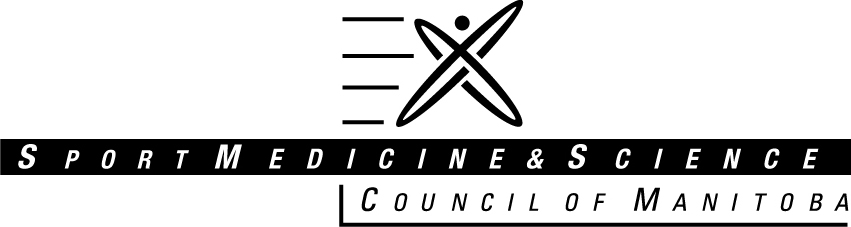 SPORT MEDICINE & SCIENCE
COUNCIL OF MANITOBA